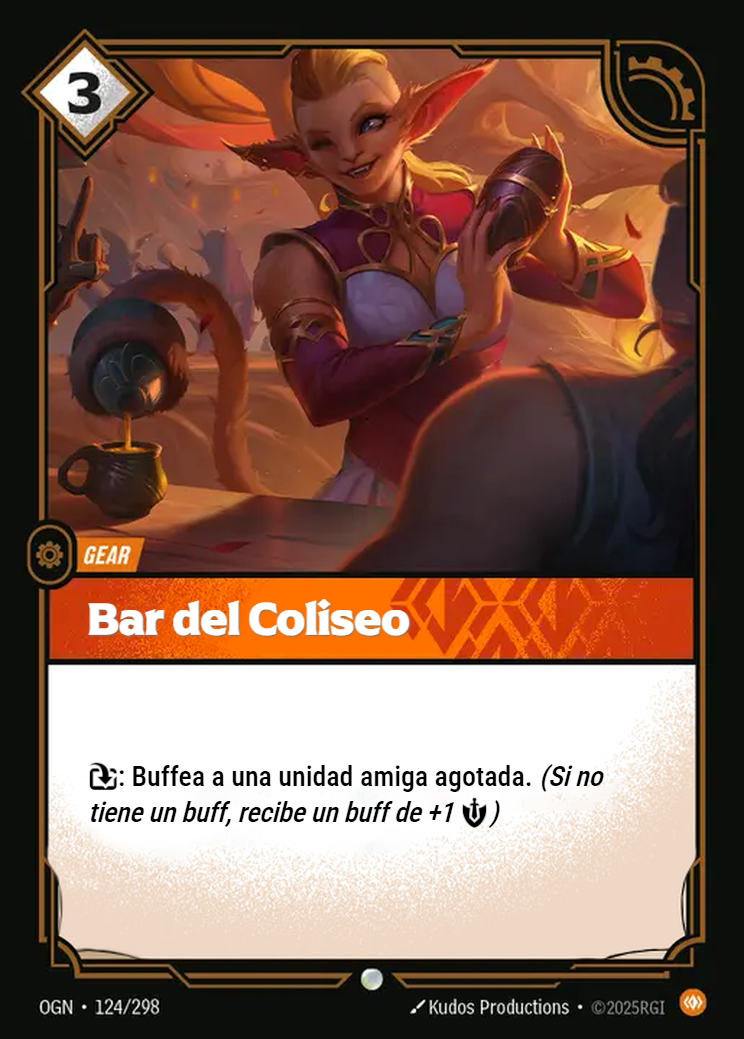 3
GEAR
Bar del Coliseo
: Buffea a una unidad amiga agotada. (Si no
tiene un buff, recibe un buff de +1 )
OGN • 124/298
Kudos Productions • ©2025RGI